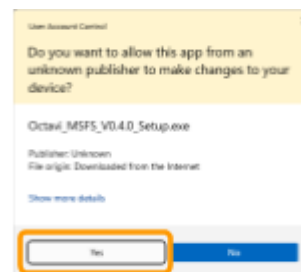 User Account Control
Do you want to allow this app from an
unknown publisher to make changes to your
device?
Octavi_MSFS_V0.4.0_Setup.exe
Publisher: Unknown
File origin: Downloaded from the Internet
Show more details
Yes
No